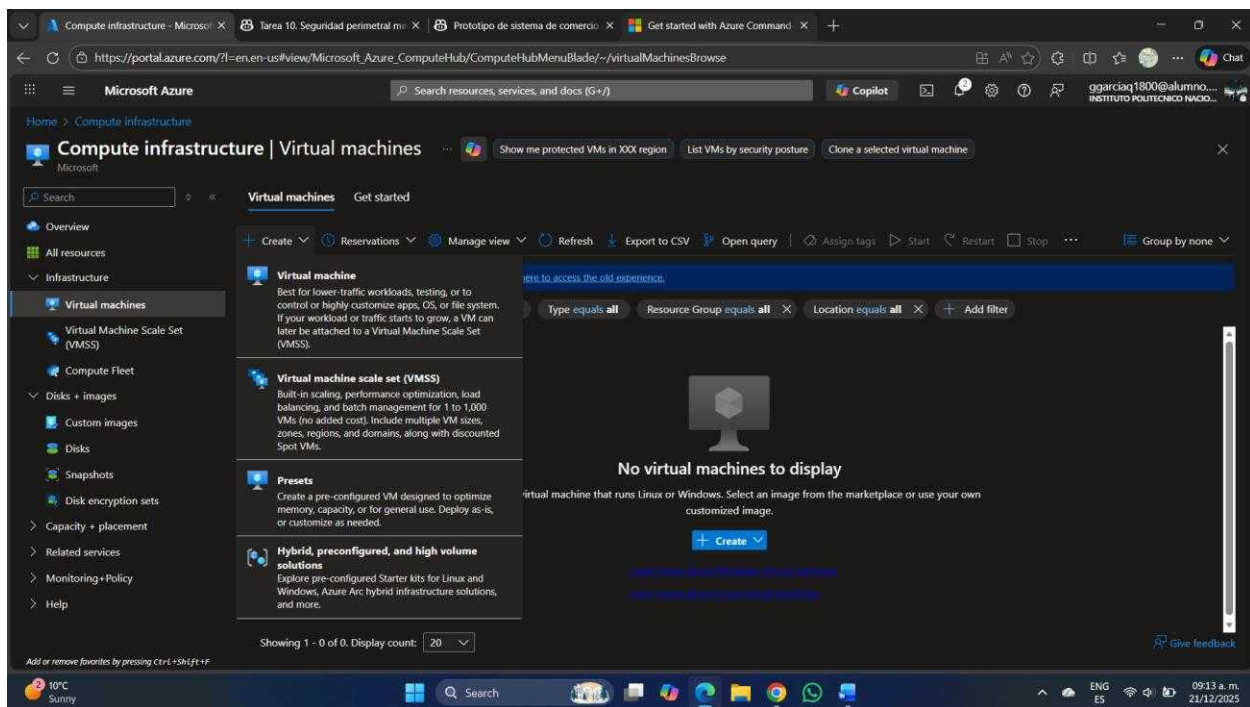 Compute infrastructure - Microsof
Tarea 10. Seguridad perimetral me
Prototipo de sistema de comercio
Get started with Azure Command-
https://portal.azure.com/?l=en.en-us#view/Microsoft_Azure_ComputeHub/ComputeHubMenuBlade/~/virtualMachinesBrowse
Chat
Microsoft Azure
Search resources, services, and docs (G+/)
Copilot
2
ggarciaq1800@alumno....
INSTITUTO POLITECNICO NACIO...
Home > Compute infrastructure
Compute infrastructure | Virtual machines
...
Show me protected VMs in XXX region
List VMs by security posture
Clone a selected virtual machine
Microsoft
Search
Virtual machines
Get started
Overview
All resources
Infrastructure
Virtual machines
Virtual Machine Scale Set
(VMSS)
Compute Fleet
Disks + images
Custom images
Disks
Snapshots
Disk encryption sets
Capacity + placement
Related services
Monitoring+Policy
Help
Add or remove favorites by pressing Ctrl+Shift+F
+ Create
Reservations
Manage view
Refresh
Export to CSV
Open query
Assign tags
Start
Restart
Stop
...
Group by none
Virtual machine
Best for lower-traffic workloads, testing, or to
control or highly customize apps, OS, or file system.
If your workload or traffic starts to grow, a VM can
later be attached to a Virtual Machine Scale Set
(VMSS).
Virtual machine scale set (VMSS)
Built-in scaling, performance optimization, load
balancing, and batch management for 1 to 1,000
VMs (no added cost). Include multiple VM sizes,
zones, regions, and domains, along with discounted
Spot VMs.
Presets
Create a pre-configured VM designed to optimize
memory, capacity, or for general use. Deploy as-is,
or customize as needed.
Hybrid, preconfigured, and high volume
solutions
Explore pre-configured Starter kits for Linux and
Windows, Azure Arc hybrid infrastructure solutions,
and more.
here to access the old experience.
Type equals all
Resource Group equals all
Location equals all
+ Add filter
No virtual machines to display
virtual machine that runs Linux or Windows. Select an image from the marketplace or use your own
customized image.
+ Create
Showing 1 - 0 of 0. Display count: 20
Give feedback
2
10°C
Sunny
Search
ENG
ES
09:13 a. m.
21/12/2025